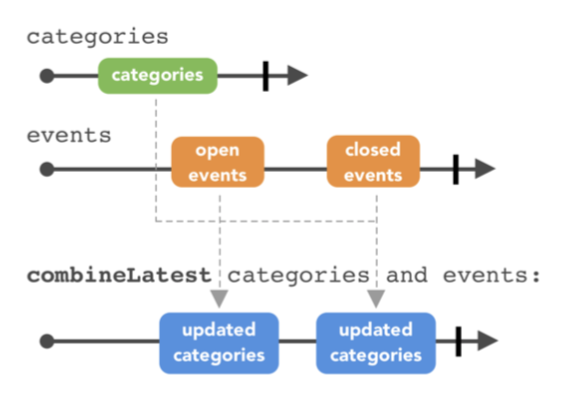 categories
categories
events
open
events
closed
events
combineLatest categories and events:
updated
categories
updated
categories